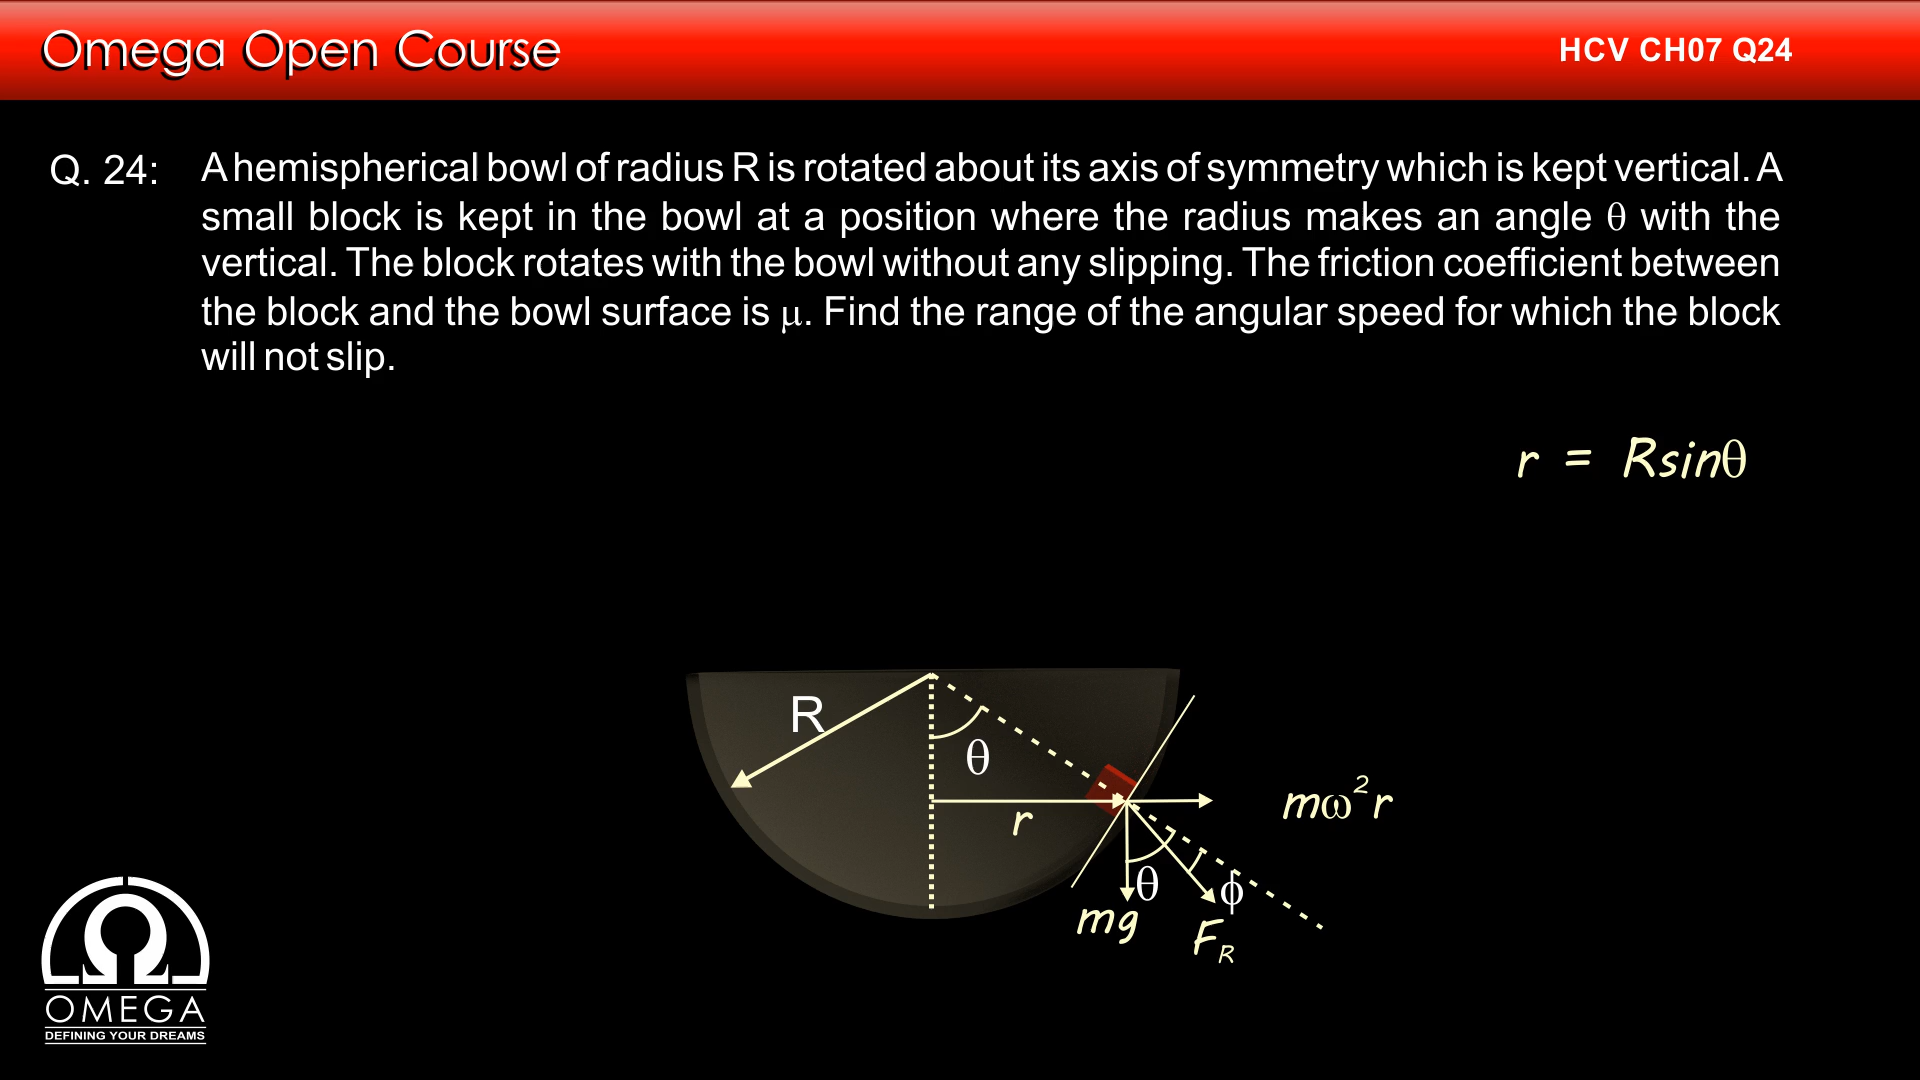 Omega Open Course
HCV CH07 Q24
Q. 24: A hemispherical bowl of radius R is rotated about its axis of symmetry which is kept vertical. A
small block is kept in the bowl at a position where the radius makes an angle θ with the
vertical. The block rotates with the bowl without any slipping. The friction coefficient between
the block and the bowl surface is μ. Find the range of the angular speed for which the block
will not slip.
r = Rsinθ
R
θ
r
mω²r
θ
ϕ
mg
F_R
Ω
OMEGA
DEFINING YOUR DREAMS